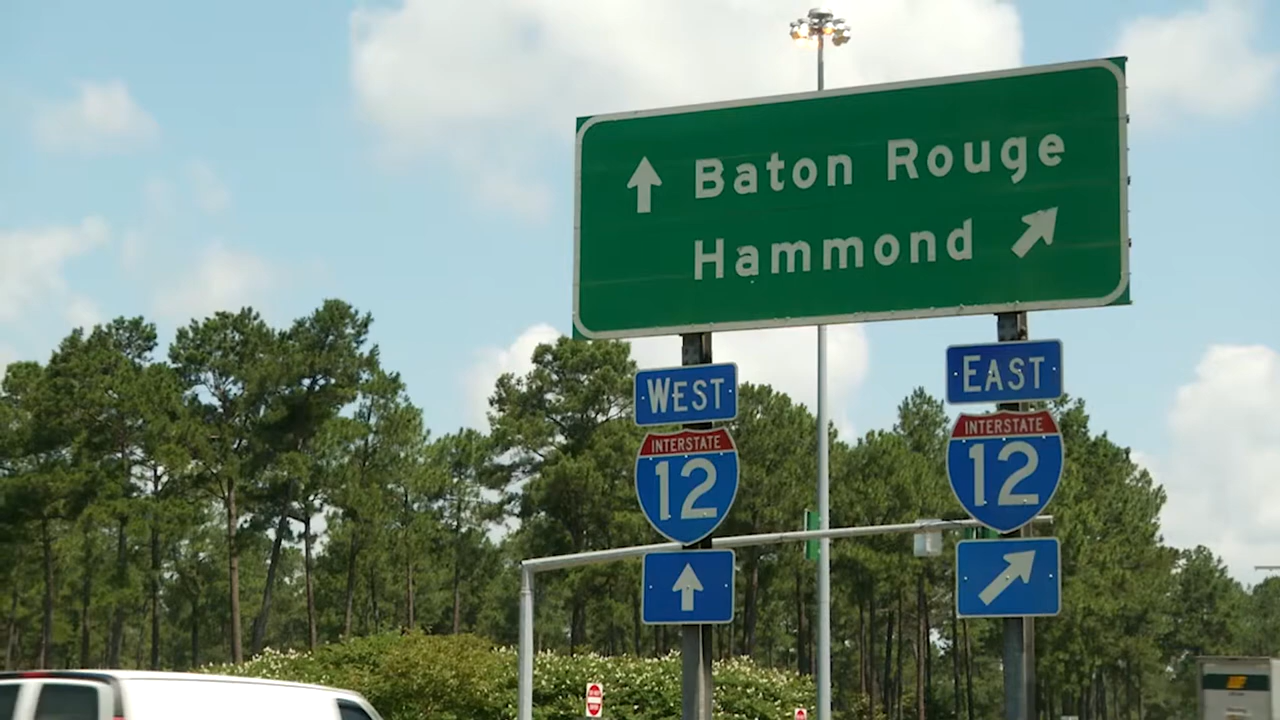 Baton Rouge
Hammond
WEST
INTERSTATE
12
EAST
INTERSTATE
12